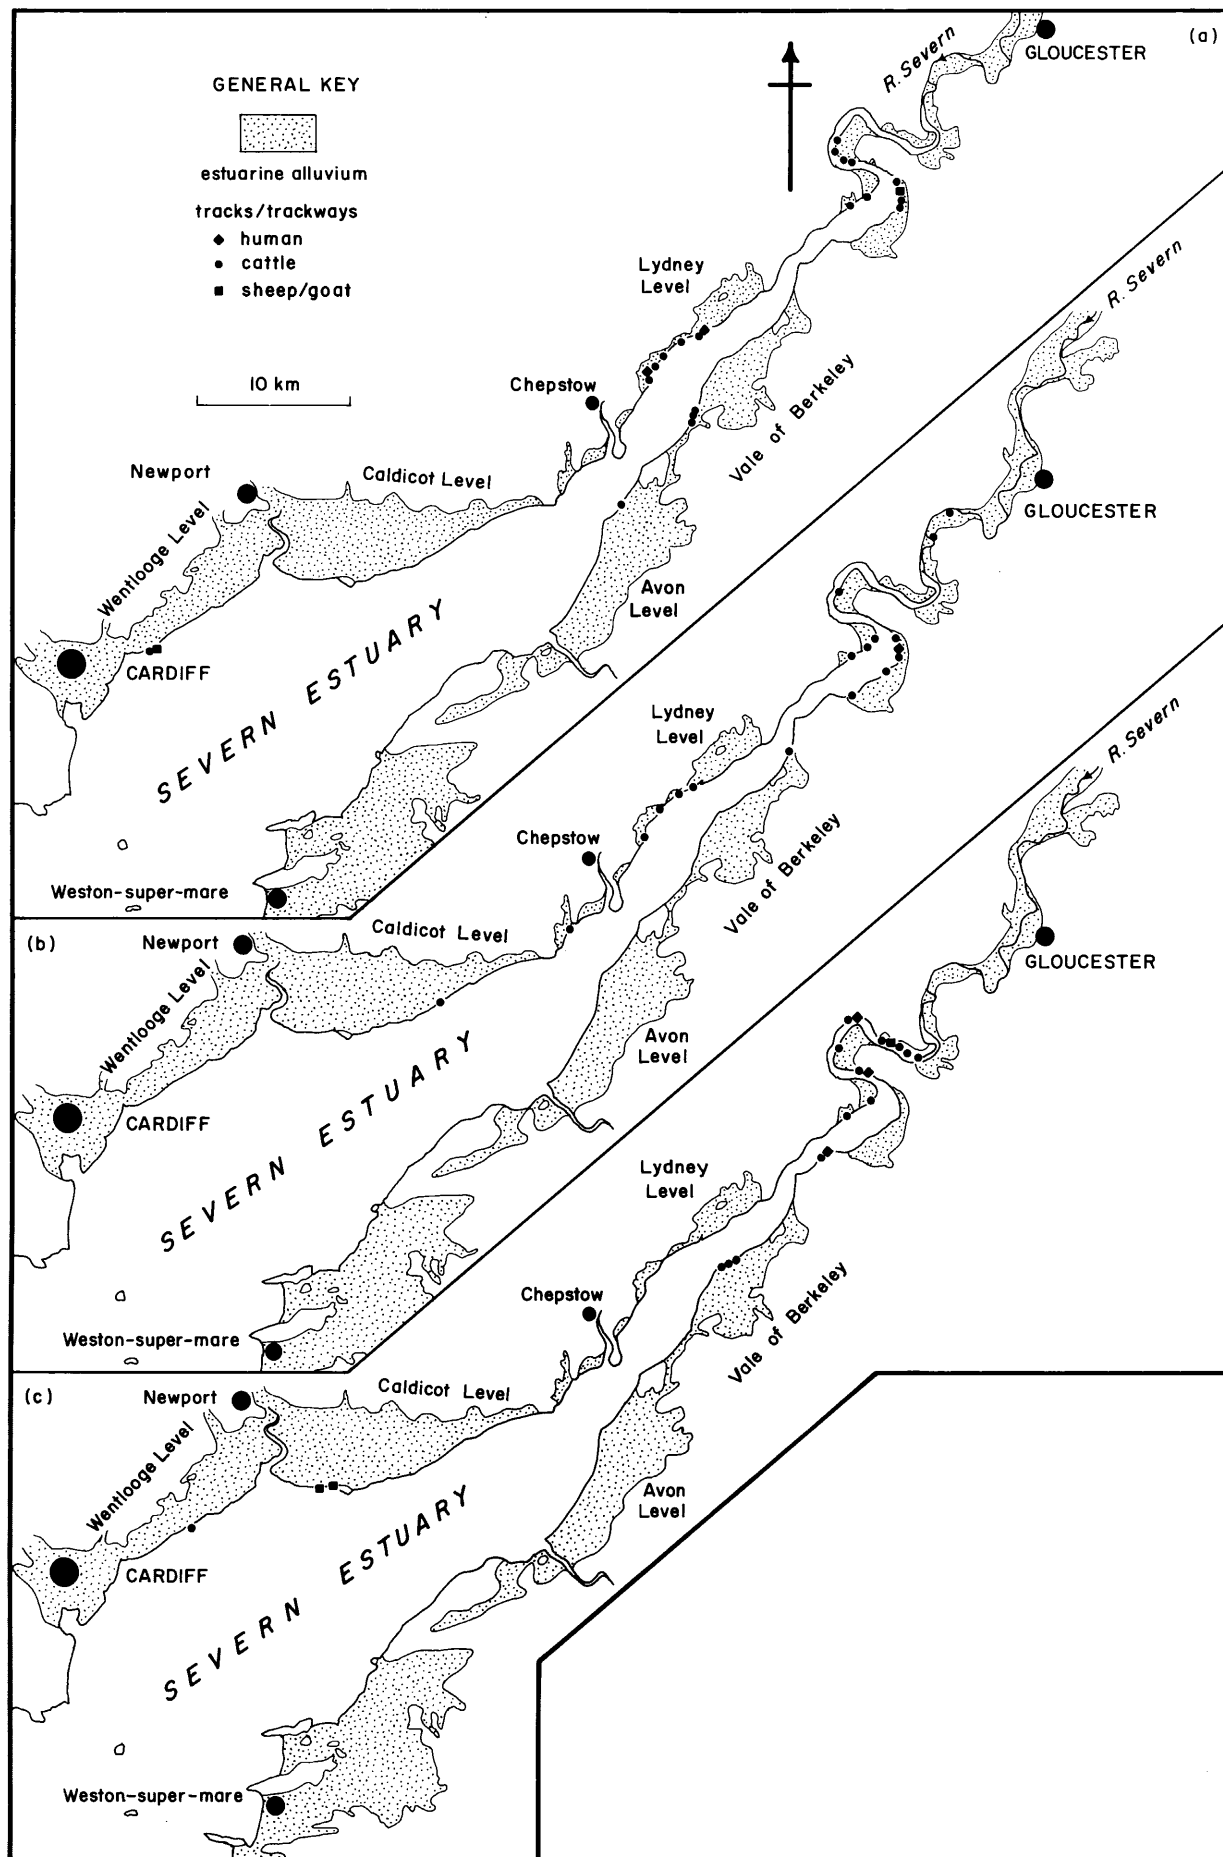 (a)
GLOUCESTER
R. Severn
GENERAL KEY
estuarine alluvium
tracks/trackways
human
cattle
sheep/goat
10 km
Lydney
Level
Chepstow
Vale of Berkeley
Newport
Caldicot Level
Wentlooge Level
Avon
Level
CARDIFF
SEVERN ESTUARY
Weston-super-mare
(b)
R. Severn
GLOUCESTER
Lydney
Level
Chepstow
Vale of Berkeley
Newport
Caldicot Level
Wentlooge Level
Avon
Level
CARDIFF
SEVERN ESTUARY
Weston-super-mare
(c)
R. Severn
GLOUCESTER
Lydney
Level
Chepstow
Vale of Berkeley
Newport
Caldicot Level
Wentlooge Level
Avon
Level
CARDIFF
SEVERN ESTUARY
Weston-super-mare